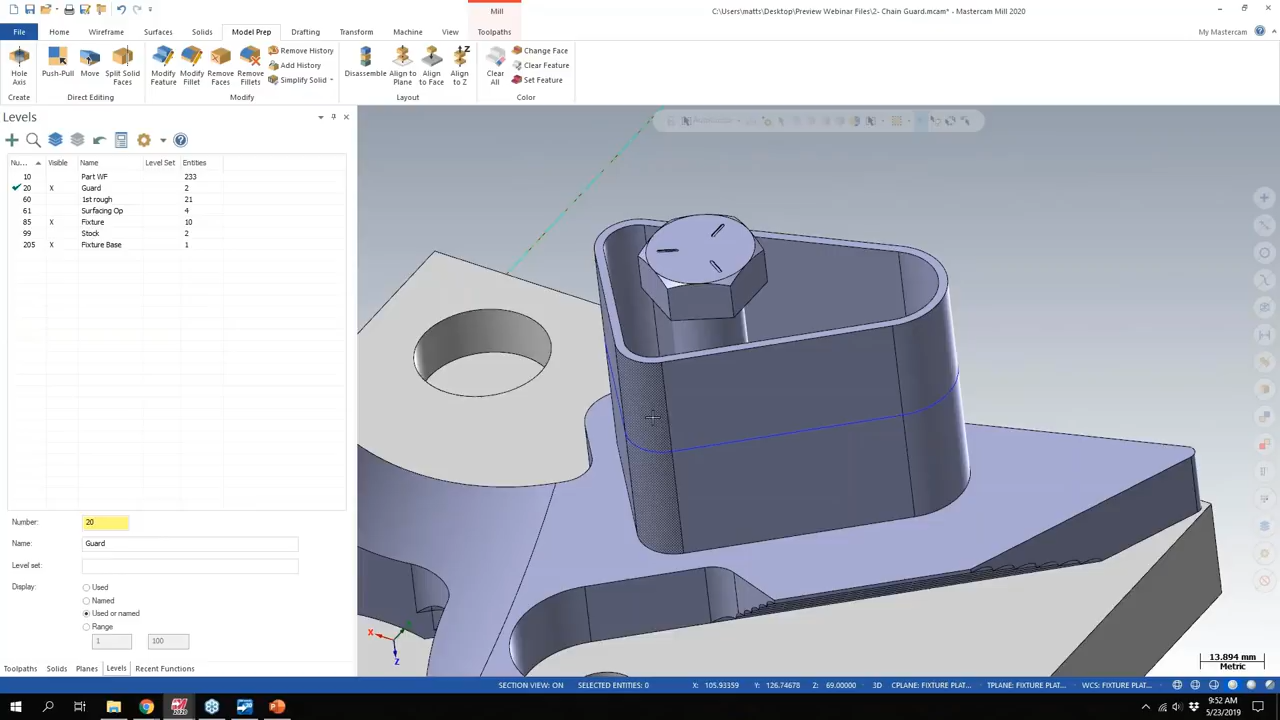 Mill
C:\Users\matts\Desktop\Preview Webinar Files\2- Chain Guard.mcam* - Mastercam Mill 2020
File Home Wireframe Surfaces Solids Model Prep Drafting Transform Machine View Toolpaths My Mastercam
Hole Axis
Push-Pull
Move
Split Solid Faces
Modify Feature
Modify Fillet
Remove Faces
Remove Fillets
Remove History
Add History
Simplify Solid
Disassemble
Align to Plane
Align to Face
Align to Z
Clear All
Change Face
Clear Feature
Set Feature
Create Direct Editing Modify Layout Color
Levels
Nu... Visible Name Level Set Entities
10 Part WF 233
20 X Guard 2
60 1st rough 21
61 Surfacing Op 4
85 X Fixture 10
99 Stock 2
205 X Fixture Base 1
Number: 20
Name: Guard
Level set:
Display: Used
Named
Used or named
Range
1 100
X
Z
13.894 mm
Metric
Toolpaths Solids Planes Levels Recent Functions
SECTION VIEW: ON SELECTED ENTITIES: 0 X: 105.93359 Y: 126.74678 Z: 69.00000 3D CPLANE: FIXTURE PLAT... TPLANE: FIXTURE PLAT... WCS: FIXTURE PLAT...
9:52 AM
5/23/2019